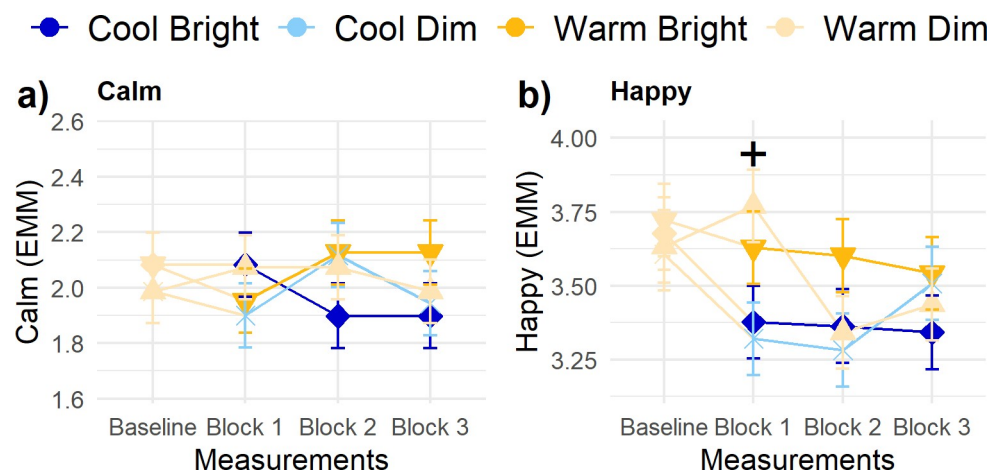 Cool Bright Cool Dim Warm Bright Warm Dim
a) Calm
Calm (EMM)
2.6
2.4
2.2
2.0
1.8
1.6
Baseline Block 1 Block 2 Block 3
Measurements
b) Happy
Happy (EMM)
4.00
3.75
3.50
3.25
+
Baseline Block 1 Block 2 Block 3
Measurements